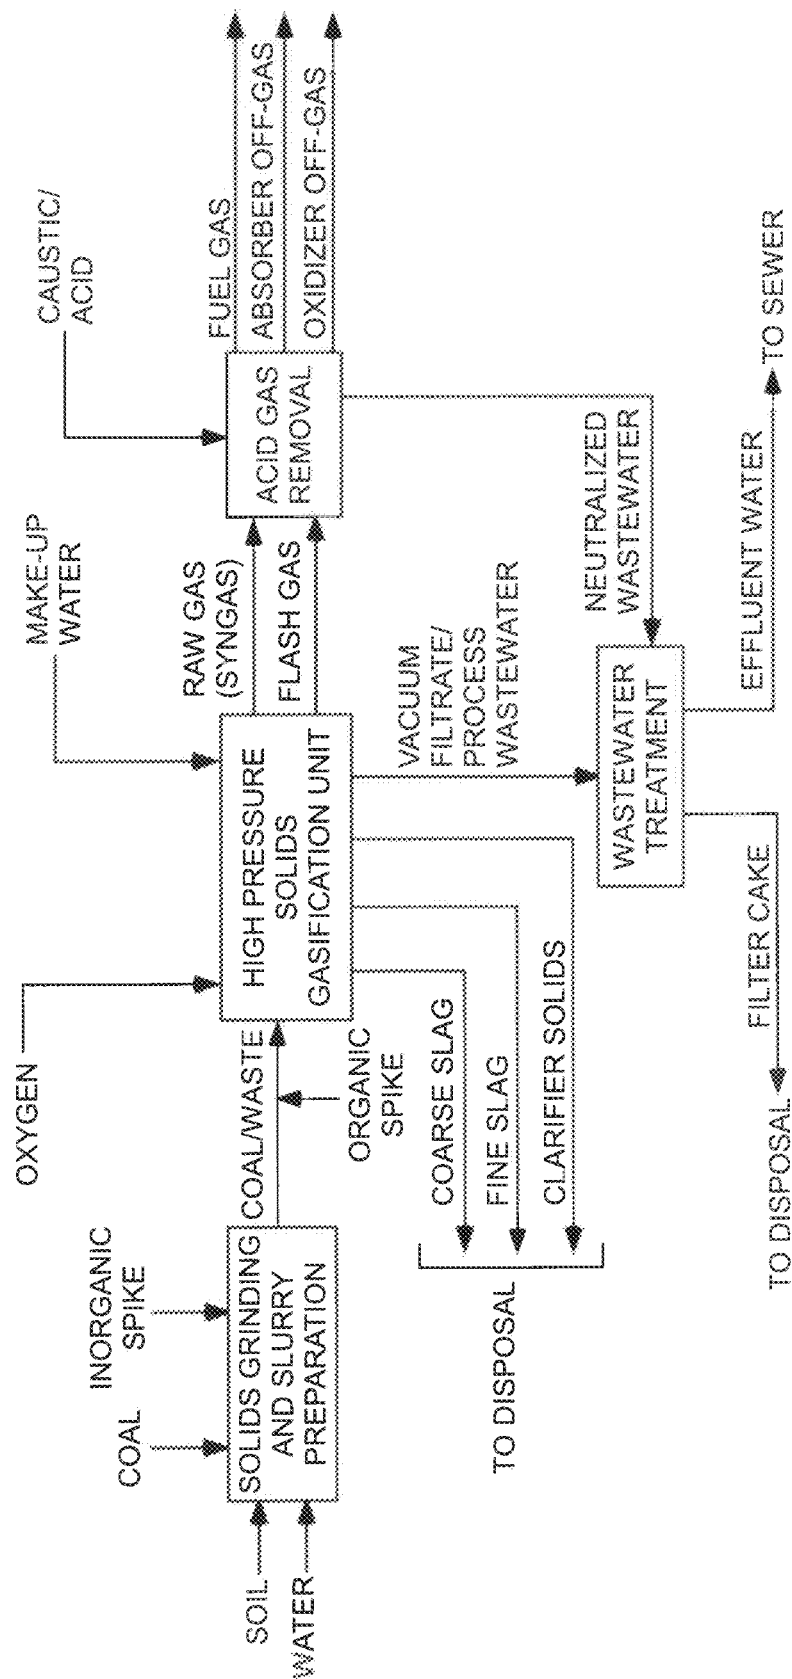 SOIL
WATER
COAL
INORGANIC
SPIKE
SOLIDS GRINDING
AND SLURRY
PREPARATION
COAL/WASTE
ORGANIC
SPIKE
OXYGEN
MAKE-UP
WATER
HIGH PRESSURE
SOLIDS
GASIFICATION UNIT
RAW GAS
(SYNGAS)
FLASH GAS
CAUSTIC/
ACID
ACID GAS
REMOVAL
FUEL GAS
ABSORBER OFF-GAS
OXIDIZER OFF-GAS
COARSE SLAG
FINE SLAG
CLARIFIER SOLIDS
TO DISPOSAL
VACUUM
FILTRATE/
PROCESS
WASTEWATER
NEUTRALIZED
WASTEWATER
WASTEWATER
TREATMENT
FILTER CAKE
TO DISPOSAL
EFFLUENT WATER
TO SEWER